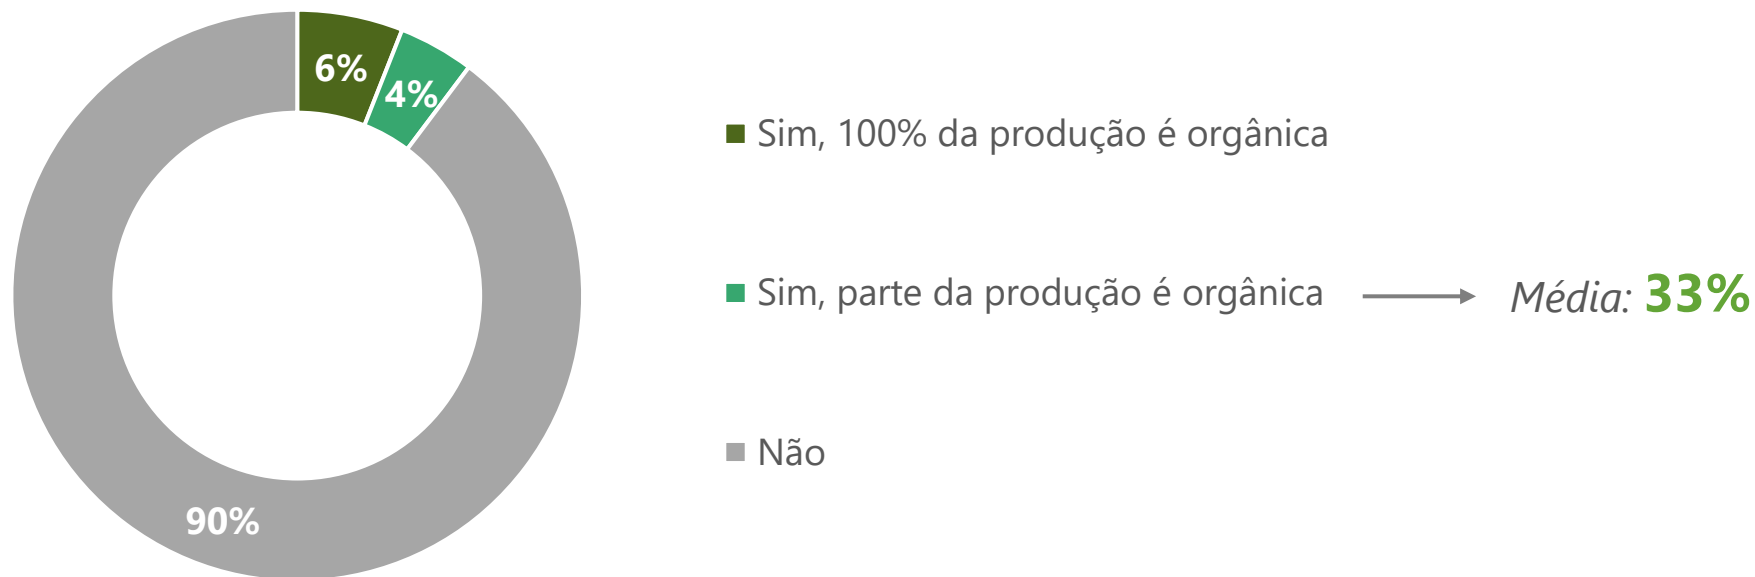 6%
4%
90%
Sim, 100% da produção é orgânica
Sim, parte da produção é orgânica
Média: 33%
Não